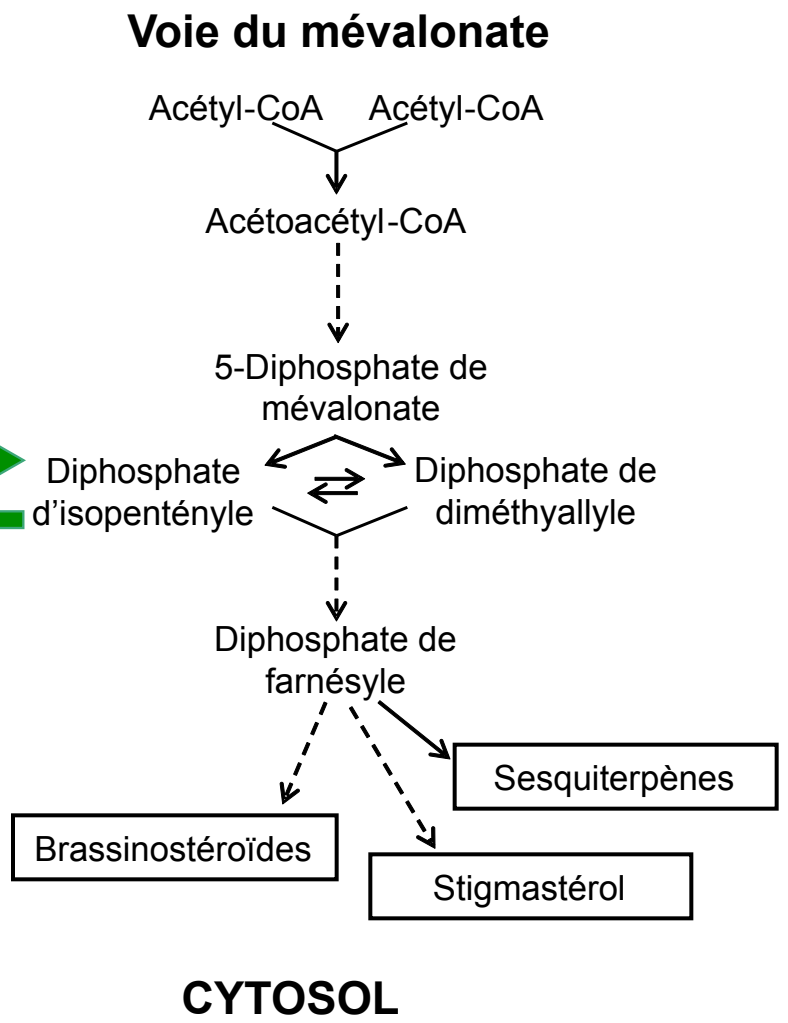 Voie du mévalonate
Acétyl-CoA Acétyl-CoA
Acétoacétyl-CoA
5-Diphosphate de
mévalonate
Diphosphate
d'isopentényle
Diphosphate de
diméthyallyle
Diphosphate de
farnésyle
Sesquiterpènes
Brassinostéroïdes
Stigmastérol
CYTOSOL